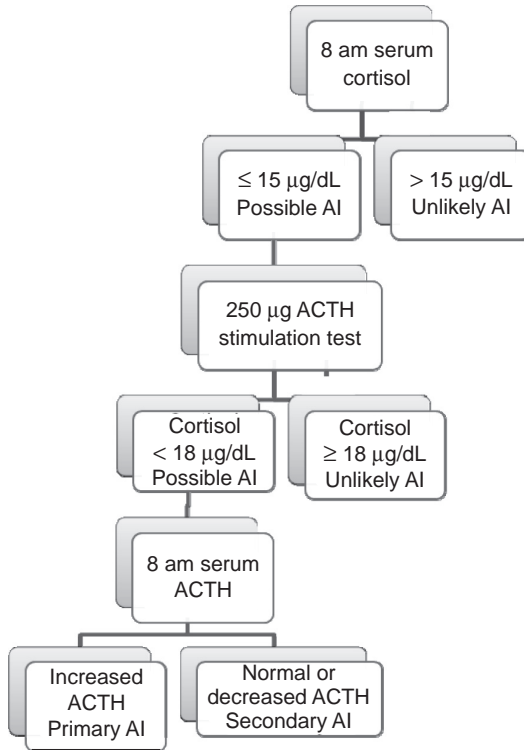 8 am serum
cortisol
≤ 15 μg/dL
Possible AI
> 15 μg/dL
Unlikely AI
250 μg ACTH
stimulation test
Cortisol
< 18 μg/dL
Possible AI
Cortisol
≥ 18 μg/dL
Unlikely AI
8 am serum
ACTH
Increased
ACTH
Primary AI
Normal or
decreased ACTH
Secondary AI